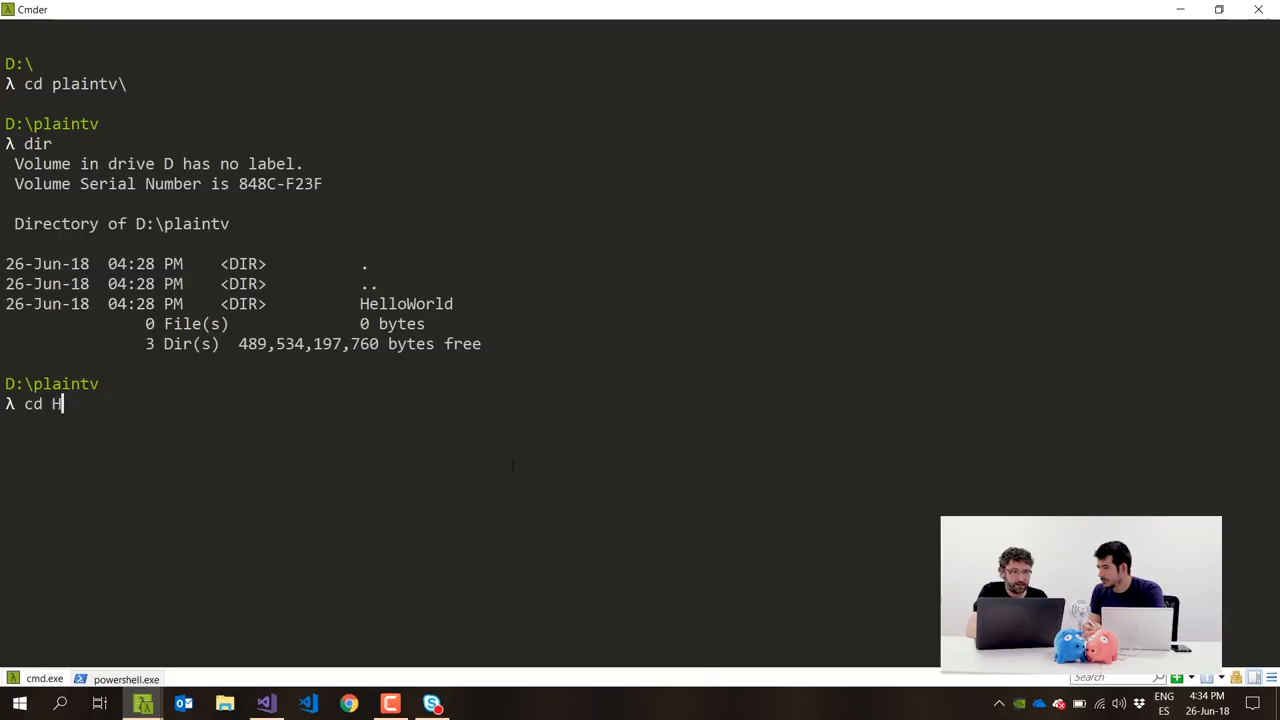 Cmder
D:\
λ cd plaintv\
D:\plaintv
λ dir
Volume in drive D has no label.
Volume Serial Number is 848C-F23F
Directory of D:\plaintv
26-Jun-18  04:28 PM    <DIR>          .
26-Jun-18  04:28 PM    <DIR>          ..
26-Jun-18  04:28 PM    <DIR>          HelloWorld
0 File(s)              0 bytes
3 Dir(s)  489,534,197,760 bytes free
D:\plaintv
λ cd H
cmd.exe
powershell.exe
Search
ENG
ES
4:34 PM
26-Jun-18